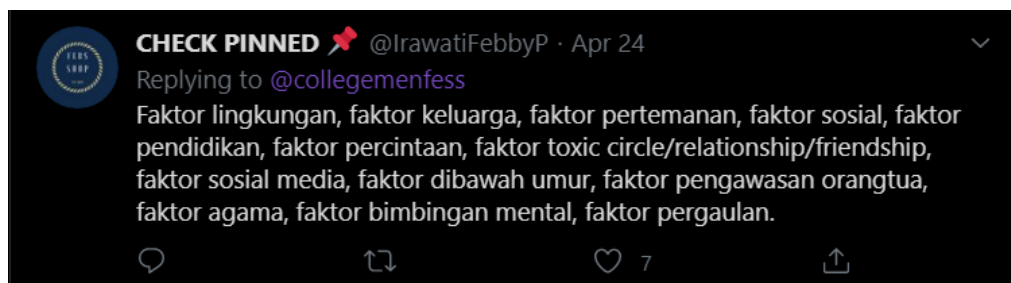 FEBS
SHOP
CHECK PINNED 📌 @IrawatiFebbyP · Apr 24
Replying to @collegemenfess
Faktor lingkungan, faktor keluarga, faktor pertemanan, faktor sosial, faktor
pendidikan, faktor percintaan, faktor toxic circle/relationship/friendship,
faktor sosial media, faktor dibawah umur, faktor pengawasan orangtua,
faktor agama, faktor bimbingan mental, faktor pergaulan.
7